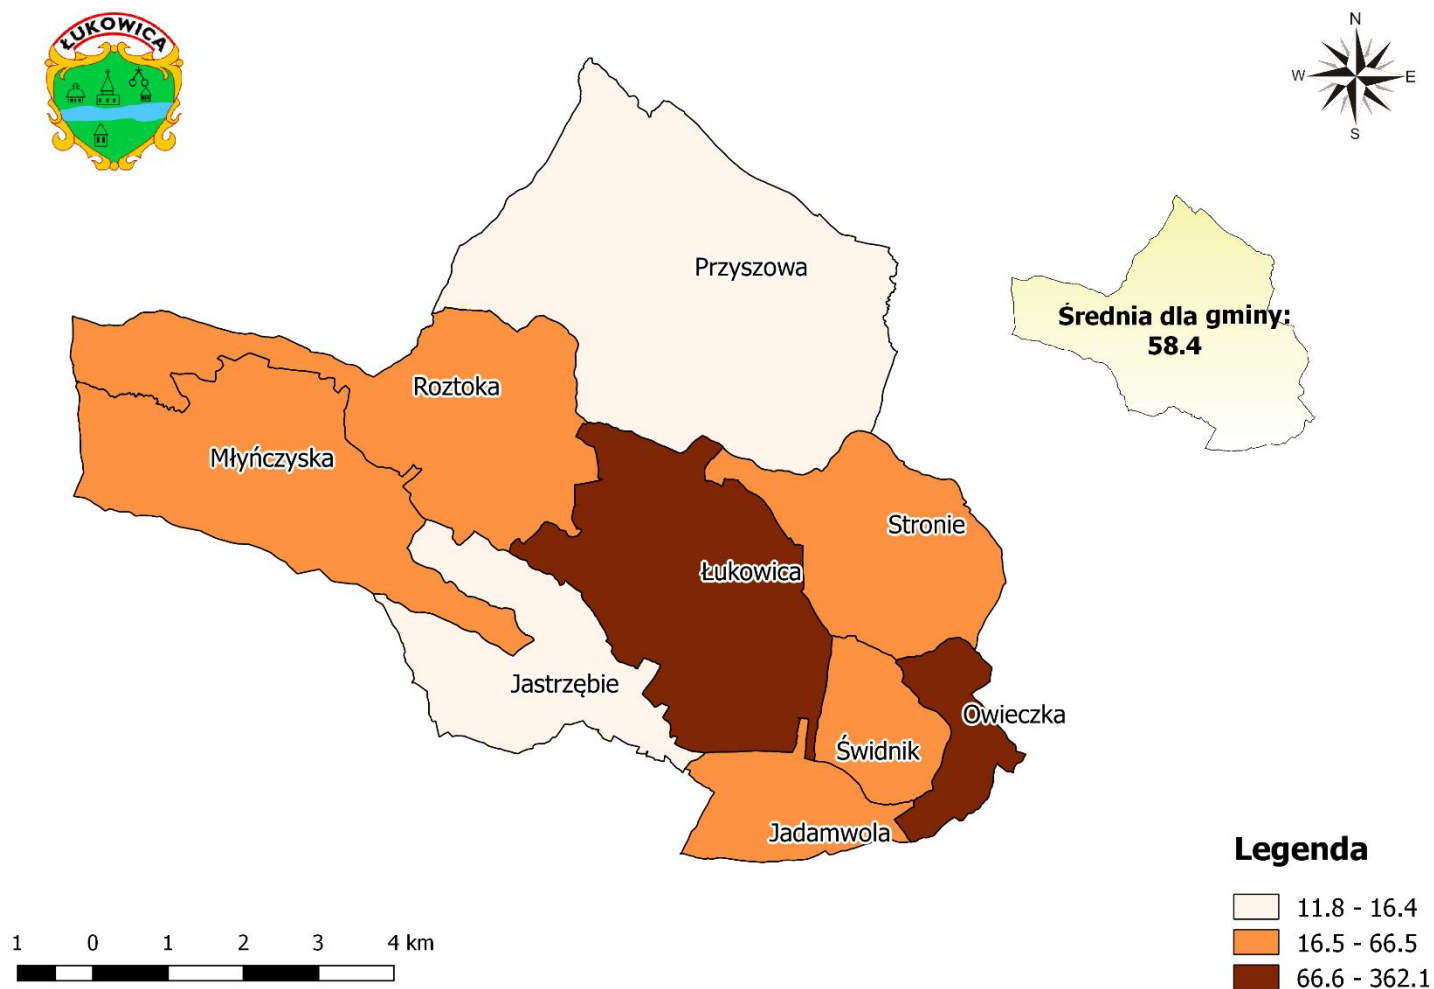 ŁUKOWICA
N
W
E
S
Przyszowa
Średnia dla gminy:
58.4
Roztoka
Młyńczyska
Stronie
Łukowica
Jastrzębie
Owieczka
Świdnik
Jadamwola
Legenda
11.8 - 16.4
16.5 - 66.5
66.6 - 362.1
1 0 1 2 3 4 km